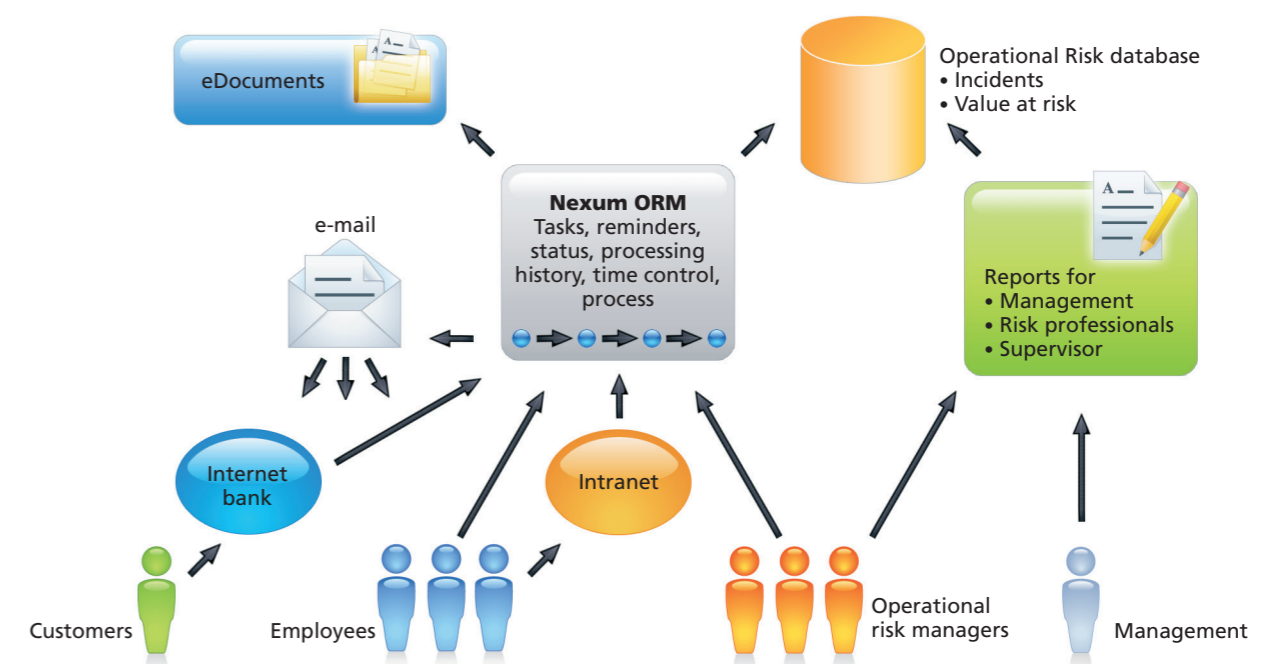 eDocuments
Operational Risk database
• Incidents
• Value at risk
e-mail
Nexum ORM
Tasks, reminders,
status, processing
history, time control,
process
A
A
A
Reports for
• Management
• Risk professionals
• Supervisor
Internet
bank
Intranet
Customers
Employees
Operational
risk managers
Management